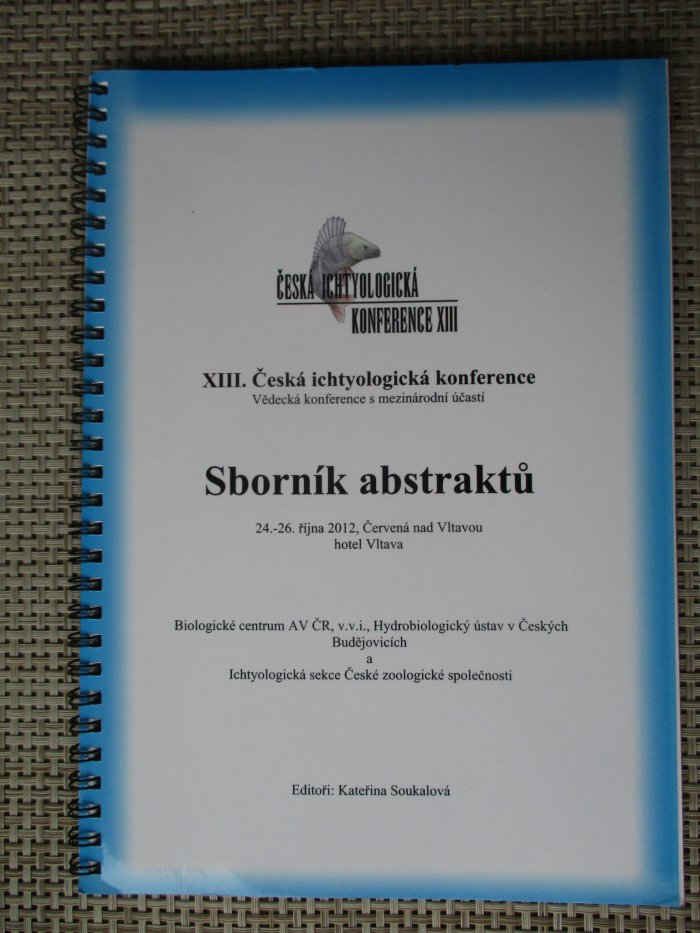 ČESKÁ ICHTYOLOGICKÁ
KONFERENCE XIII
XIII. Česká ichtyologická konference
Vědecká konference s mezinárodní účastí
Sborník abstraktů
24.-26. října 2012, Červená nad Vltavou
hotel Vltava
Biologické centrum AV ČR, v.v.i., Hydrobiologický ústav v Českých
Budějovicích
a
Ichtyologická sekce České zoologické společnosti
Editoři: Kateřina Soukalová